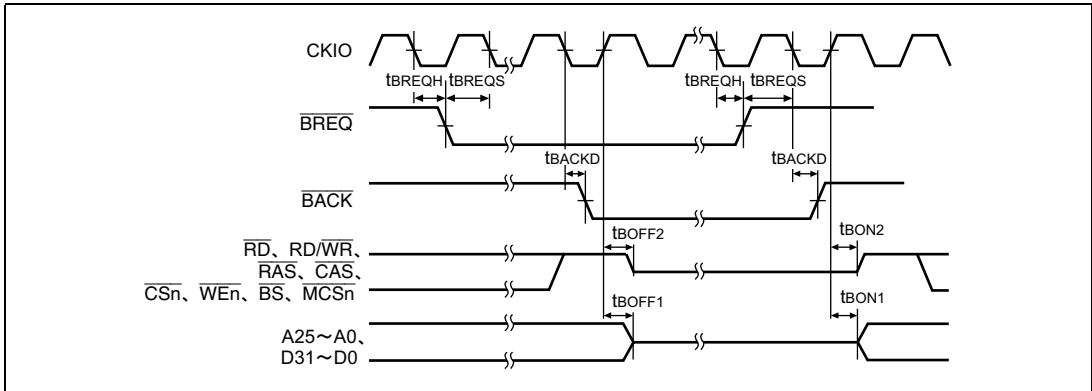 CKIO
tBREQH tBREQS tBREQH tBREQS
BREQ
tBACKD tBACKD
BACK
tBOFF2 tBON2
RD、RD/WR、
RAS、CAS、
CSn、WEn、BS、MCSn
tBOFF1 tBON1
A25～A0、
D31～D0